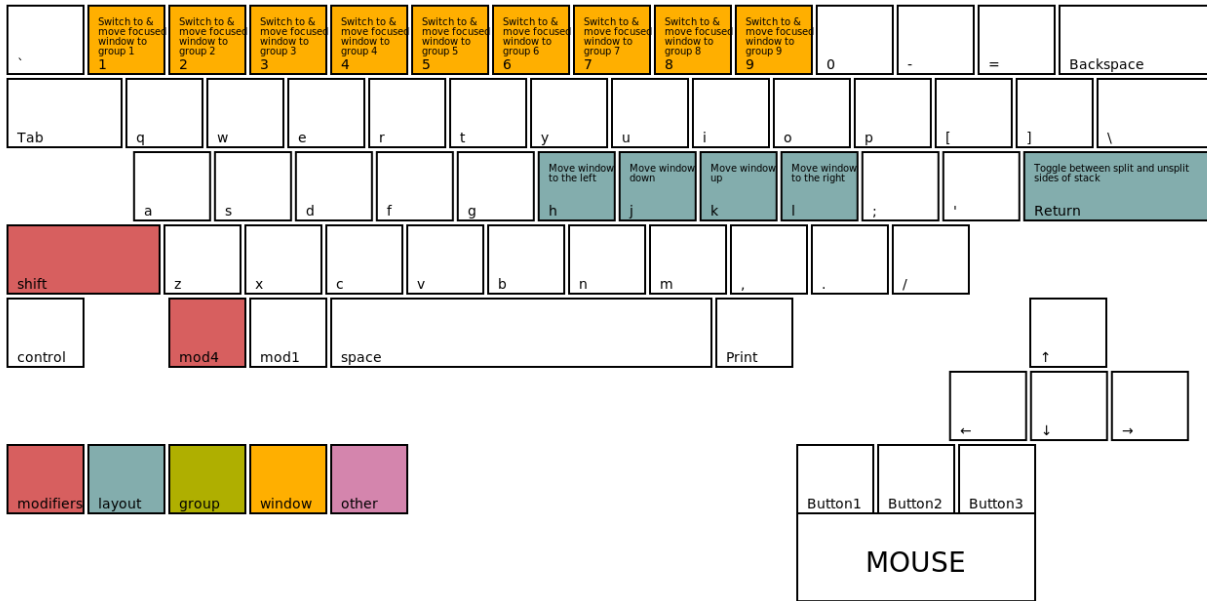 Switch to & Switch to & Switch to & Switch to & Switch to & Switch to & Switch to & Switch to & Switch to &
move focused move focused move focused move focused move focused move focused move focused move focused move focused
window to window to window to window to window to window to window to window to window to
group 1 group 2 group 3 group 4 group 5 group 6 group 7 group 8 group 9
` 1 2 3 4 5 6 7 8 9 0 - = Backspace
Tab q w e r t y u i o p [ ] \
Move window Move window Move window Move window Toggle between split and unsplit
to the left down up to the right sides of stack
a s d f g h j k l ; ' Return
shift z x c v b n m , . /
control mod4 mod1 space Print ↑
← ↓ →
modifiers layout group window other Button1 Button2 Button3
MOUSE